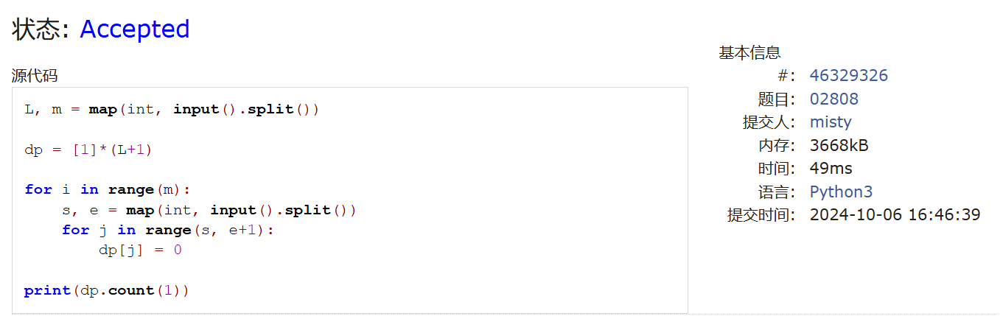 状态: Accepted
源代码
L, m = map(int, input().split())
dp = [1]*(L+1)
for i in range(m):
    s, e = map(int, input().split())
    for j in range(s, e+1):
        dp[j] = 0
print(dp.count(1))
基本信息
#: 46329326
题目: 02808
提交人: misty
内存: 3668kB
时间: 49ms
语言: Python3
提交时间: 2024-10-06 16:46:39